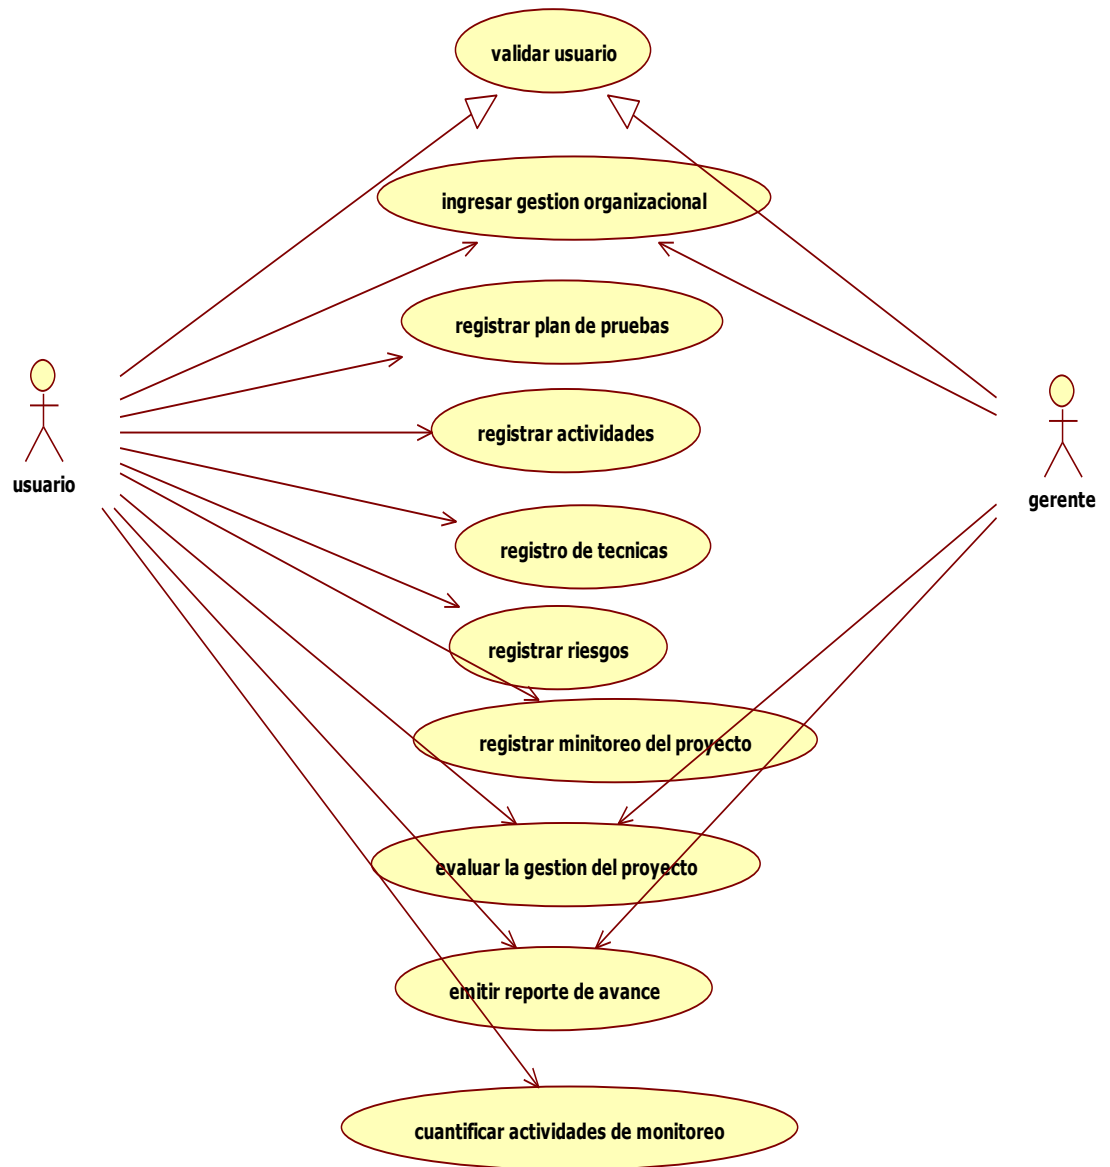 validar usuario
ingresar gestion organizacional
registrar plan de pruebas
registrar actividades
usuario
gerente
registro de tecnicas
registrar riesgos
registrar minitoreo del proyecto
evaluar la gestion del proyecto
emitir reporte de avance
cuantificar actividades de monitoreo